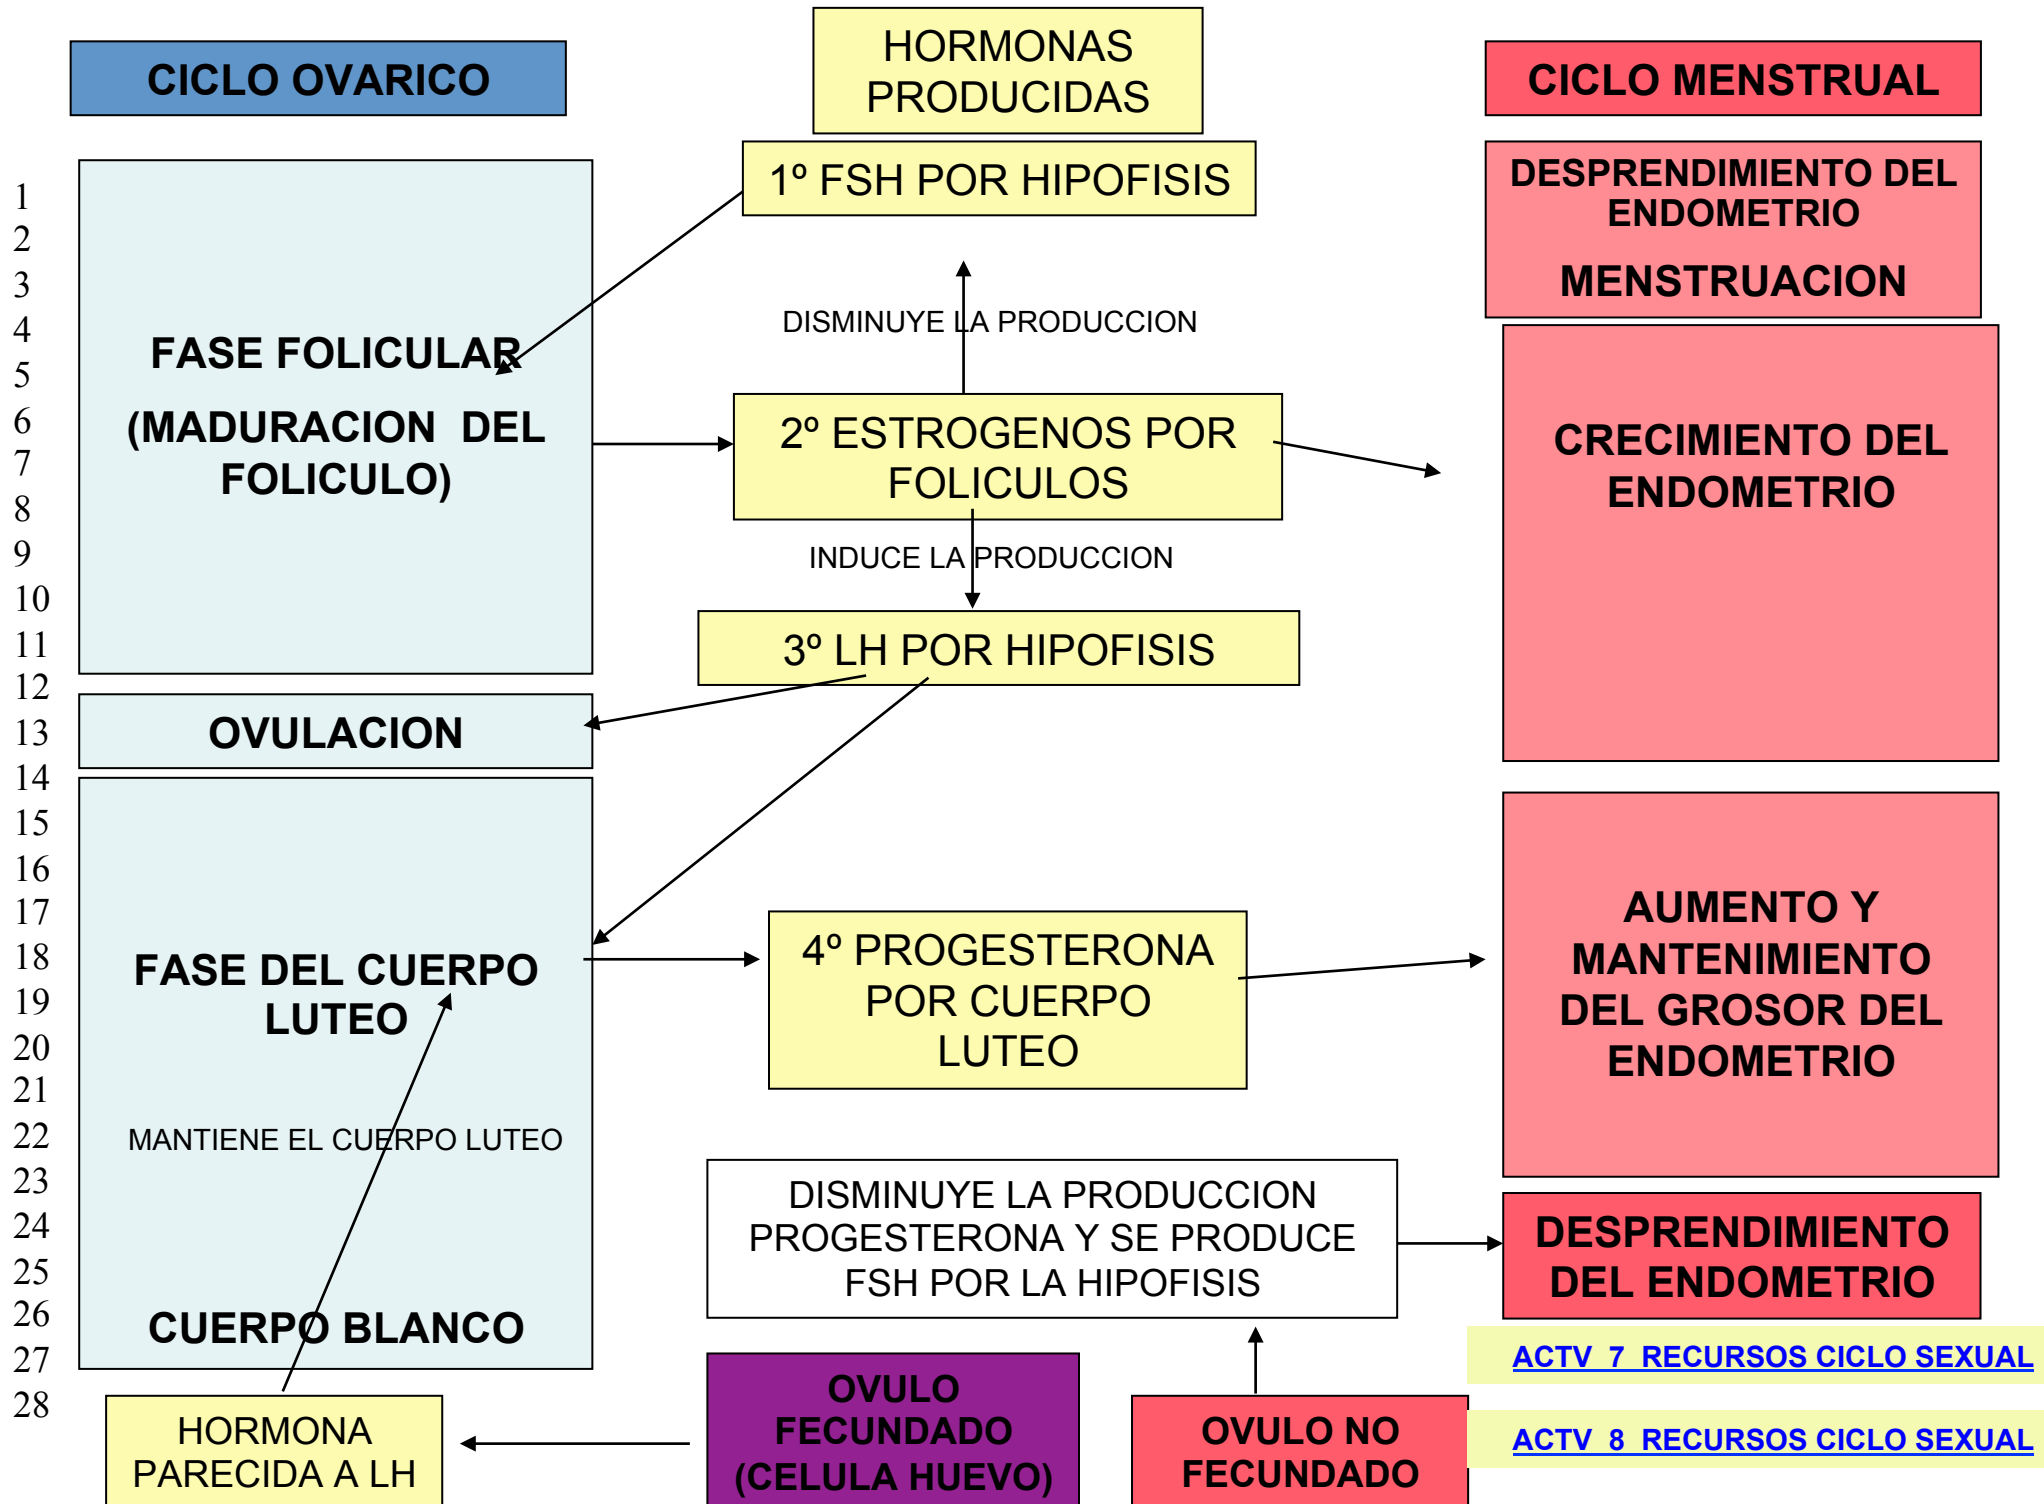 CICLO OVARICO
HORMONAS
PRODUCIDAS
CICLO MENSTRUAL
1
2
3
4
5
6
7
8
9
10
11
12
13
14
15
16
17
18
19
20
21
22
23
24
25
26
27
28
FASE FOLICULAR
(MADURACION DEL
FOLICULO)
OVULACION
FASE DEL CUERPO
LUTEO
MANTIENE EL CUERPO LUTEO
CUERPO BLANCO
HORMONA
PARECIDA A LH
1º FSH POR HIPOFISIS
DISMINUYE LA PRODUCCION
2º ESTROGENOS POR
FOLICULOS
INDUCE LA PRODUCCION
3º LH POR HIPOFISIS
4º PROGESTERONA
POR CUERPO
LUTEO
DISMINUYE LA PRODUCCION
PROGESTERONA Y SE PRODUCE
FSH POR LA HIPOFISIS
OVULO
FECUNDADO
(CELULA HUEVO)
OVULO NO
FECUNDADO
DESPRENDIMIENTO DEL
ENDOMETRIO
MENSTRUACION
CRECIMIENTO DEL
ENDOMETRIO
AUMENTO Y
MANTENIMIENTO
DEL GROSOR DEL
ENDOMETRIO
DESPRENDIMIENTO
DEL ENDOMETRIO
ACTV 7 RECURSOS CICLO SEXUAL
ACTV 8 RECURSOS CICLO SEXUAL